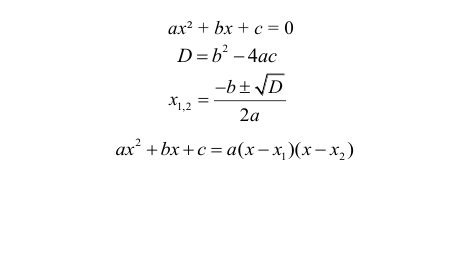 ax² + bx + c = 0
D = b² − 4ac
x₁,₂ = (−b ± √D) / 2a
ax² + bx + c = a(x − x₁)(x − x₂)